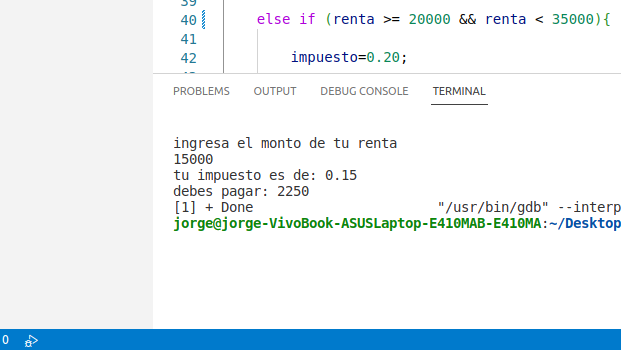 39
40 else if (renta >= 20000 && renta < 35000){
41
42 impuesto=0.20;
PROBLEMS OUTPUT DEBUG CONSOLE TERMINAL
ingresa el monto de tu renta
15000
tu impuesto es de: 0.15
debes pagar: 2250
[1] + Done "/usr/bin/gdb" --interp
jorge@jorge-VivoBook-ASUSLaptop-E410MAB-E410MA:~/Desktop
0